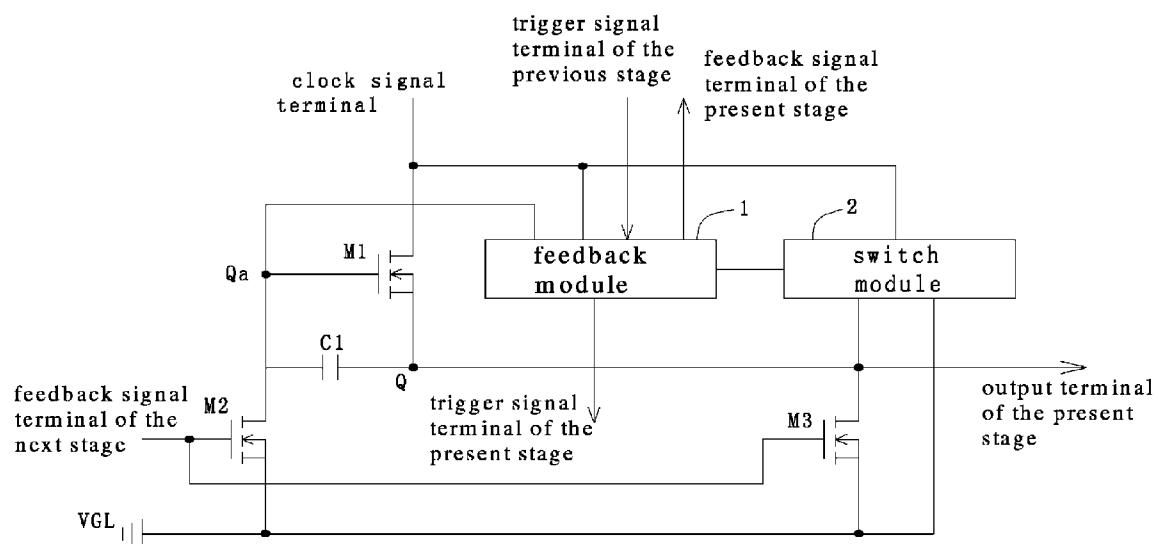 trigger signal
terminal of the
previous stage
feedback signal
terminal of the
present stage
clock signal
terminal
1
2
M1
feedback
module
switch
module
Qa
C1
Q
feedback signal
terminal of the
next stage
M2
trigger signal
terminal of the
present stage
M3
output terminal
of the present
stage
VGL